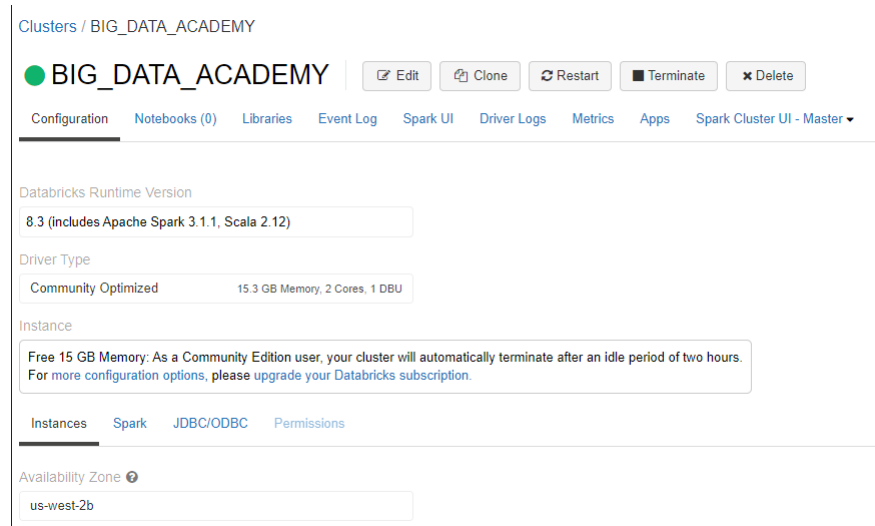 Clusters / BIG_DATA_ACADEMY
BIG_DATA_ACADEMY Edit Clone Restart Terminate Delete
Configuration Notebooks (0) Libraries Event Log Spark UI Driver Logs Metrics Apps Spark Cluster UI - Master
Databricks Runtime Version
8.3 (includes Apache Spark 3.1.1, Scala 2.12)
Driver Type
Community Optimized 15.3 GB Memory, 2 Cores, 1 DBU
Instance
Free 15 GB Memory: As a Community Edition user, your cluster will automatically terminate after an idle period of two hours.
For more configuration options, please upgrade your Databricks subscription.
Instances Spark JDBC/ODBC Permissions
Availability Zone ?
us-west-2b